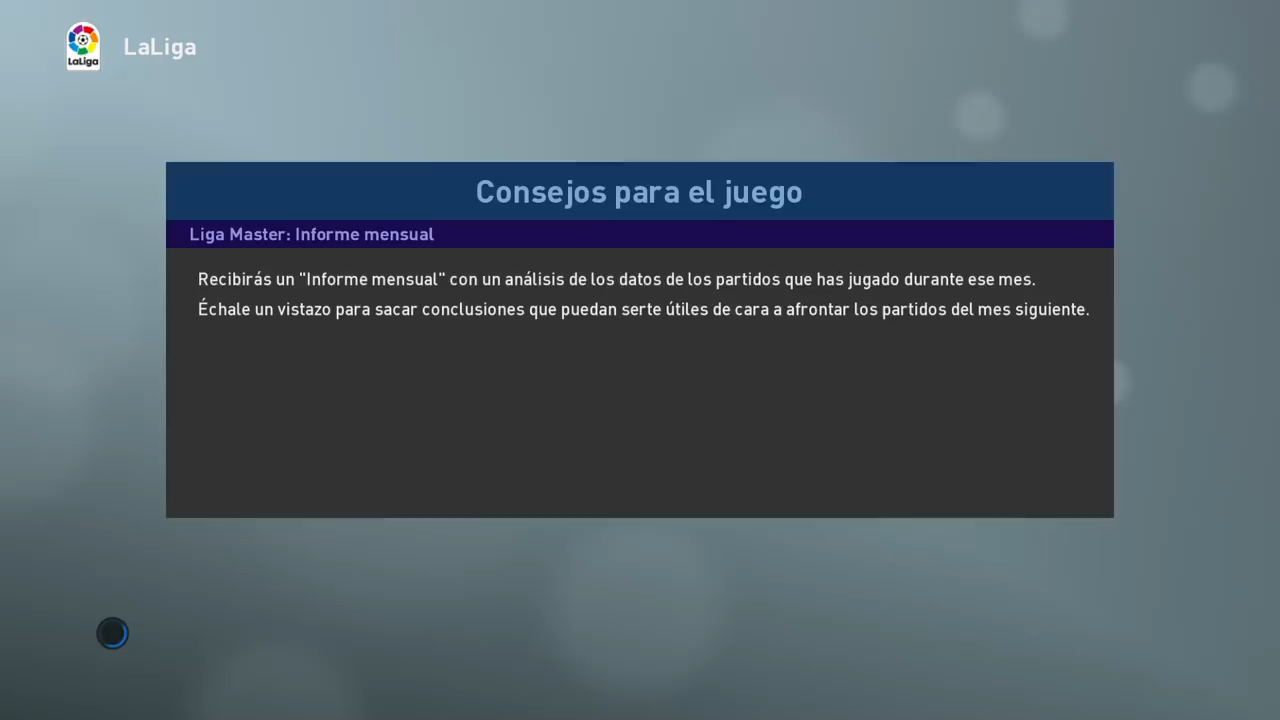 LaLiga
LaLiga
Consejos para el juego
Liga Master: Informe mensual
Recibirás un "Informe mensual" con un análisis de los datos de los partidos que has jugado durante ese mes.
Échale un vistazo para sacar conclusiones que puedan serte útiles de cara a afrontar los partidos del mes siguiente.